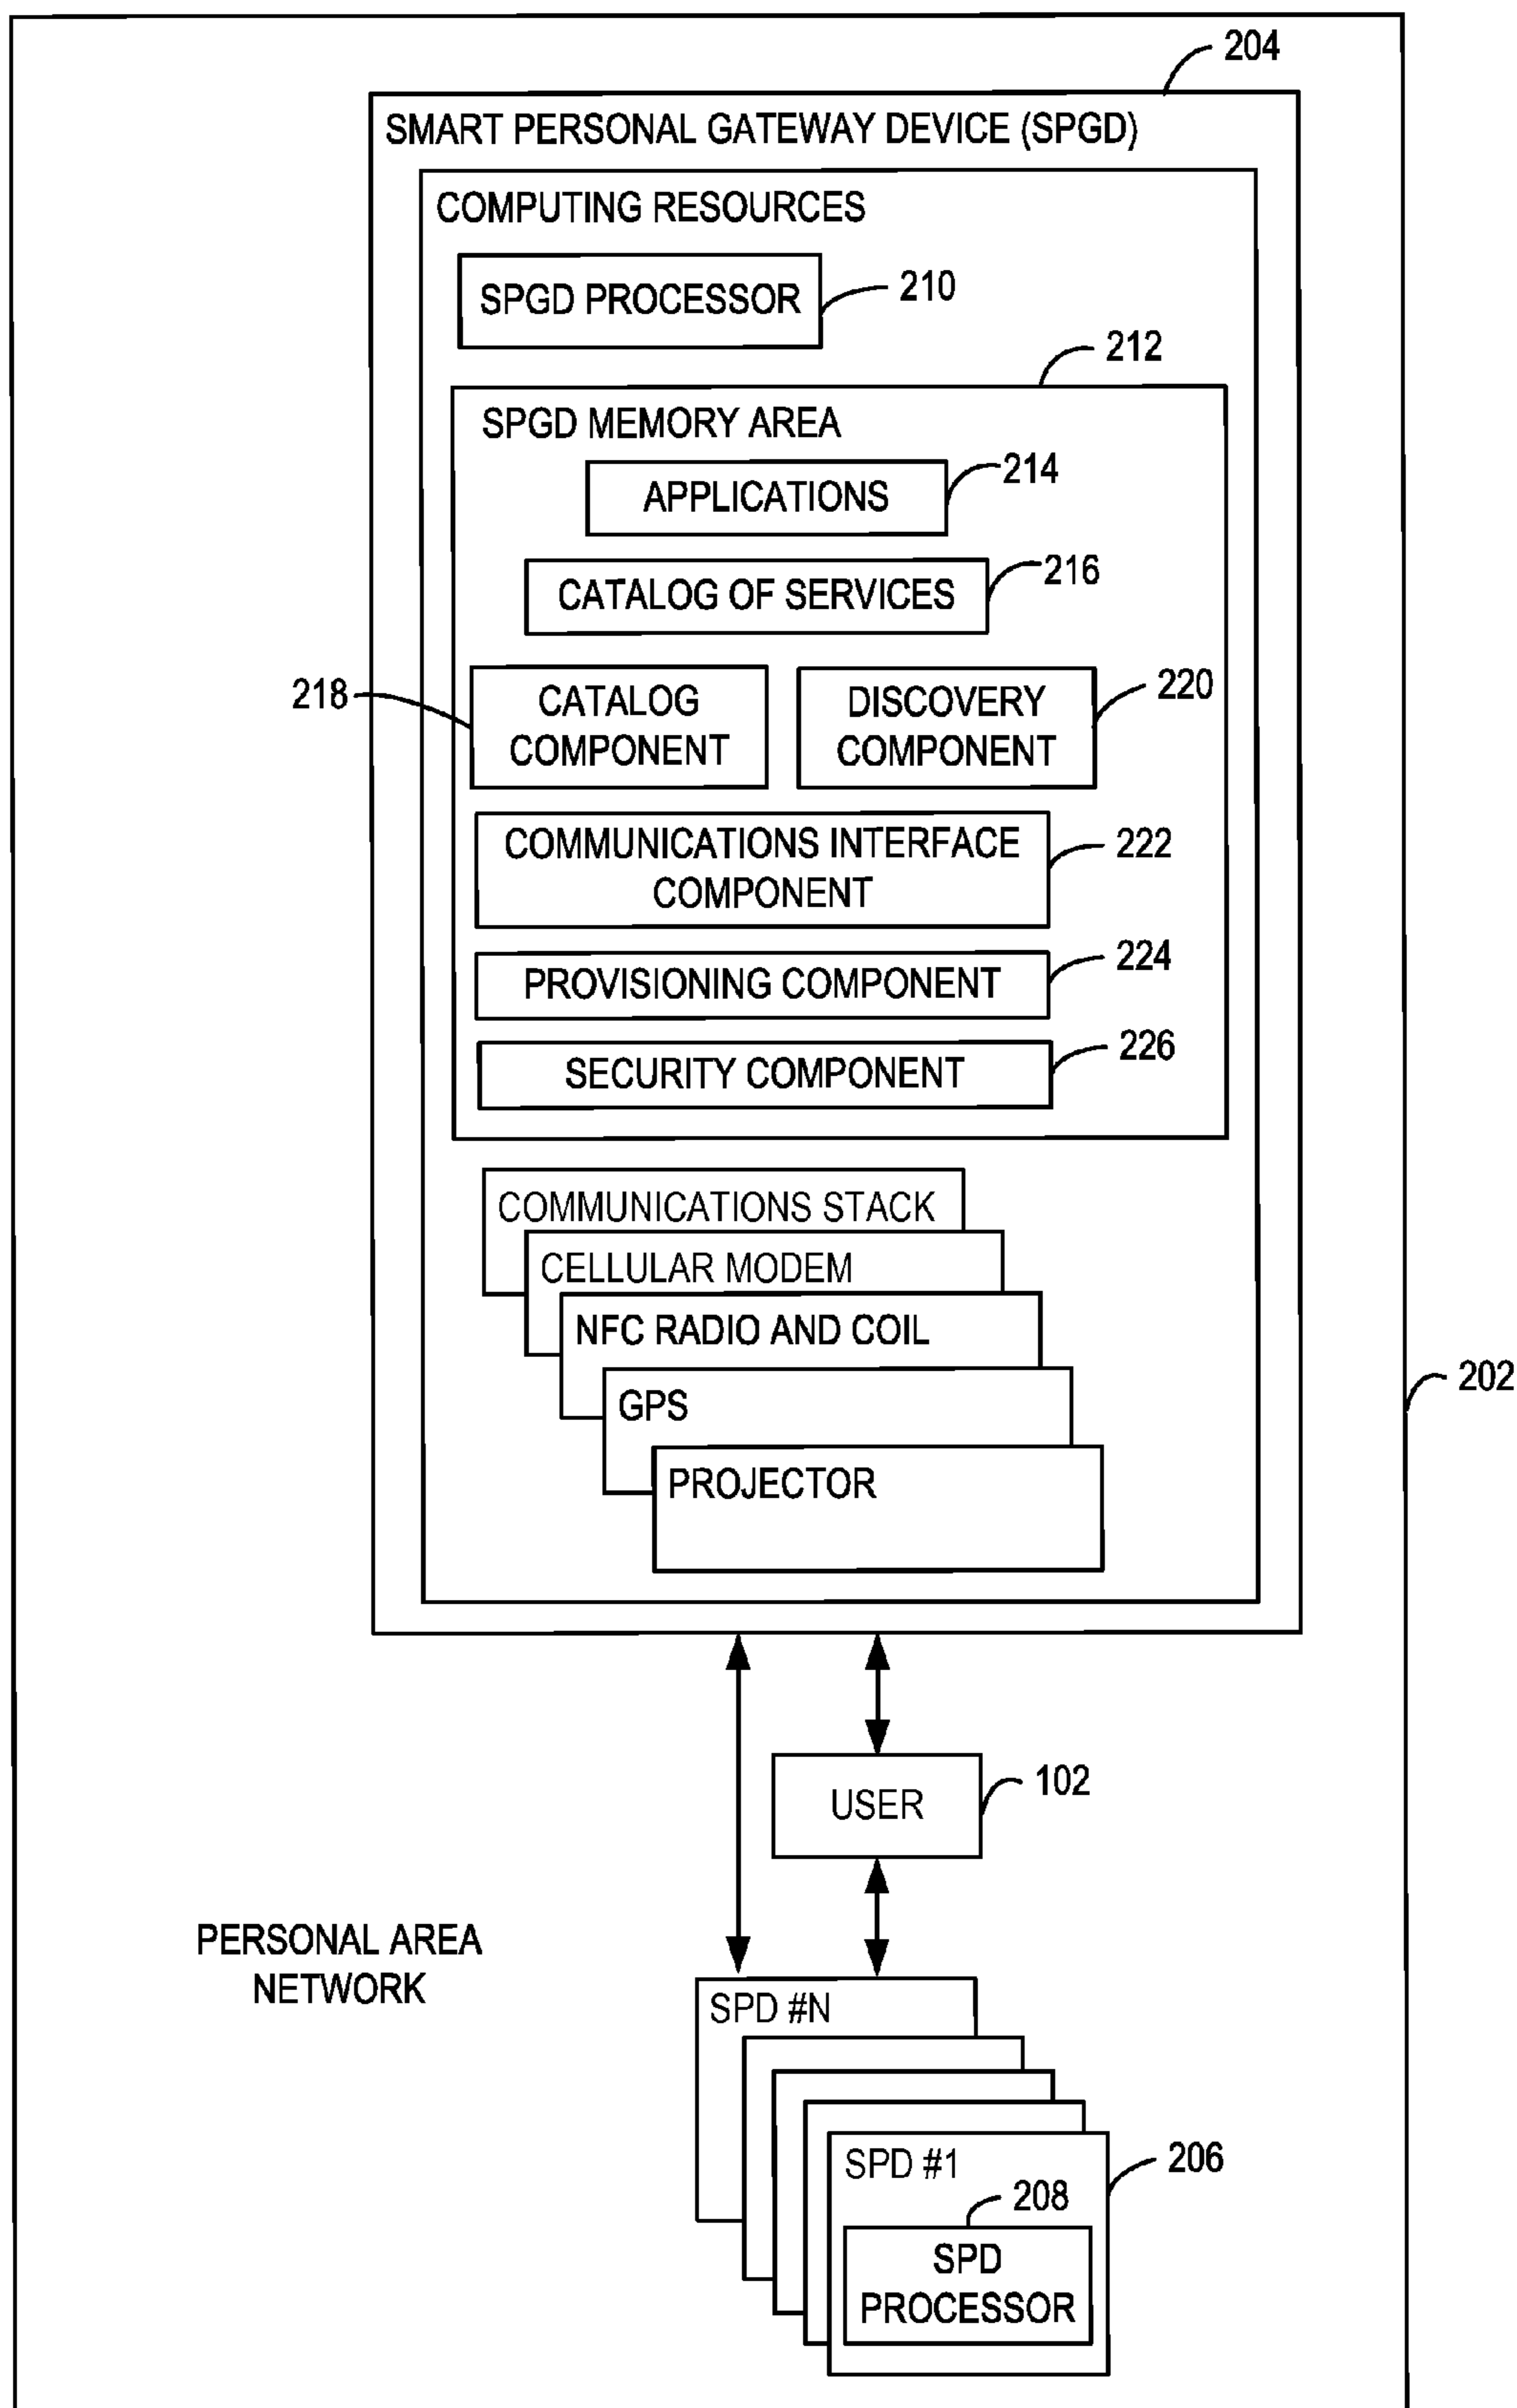 204
SMART PERSONAL GATEWAY DEVICE (SPGD)
COMPUTING RESOURCES
SPGD PROCESSOR
210
212
SPGD MEMORY AREA
APPLICATIONS
214
CATALOG OF SERVICES
216
218
CATALOG
COMPONENT
DISCOVERY
COMPONENT
220
COMMUNICATIONS INTERFACE
COMPONENT
222
PROVISIONING COMPONENT
224
SECURITY COMPONENT
226
COMMUNICATIONS STACK
CELLULAR MODEM
NFC RADIO AND COIL
GPS
PROJECTOR
202
USER
102
PERSONAL AREA
NETWORK
SPD #N
SPD #1
206
208
SPD
PROCESSOR